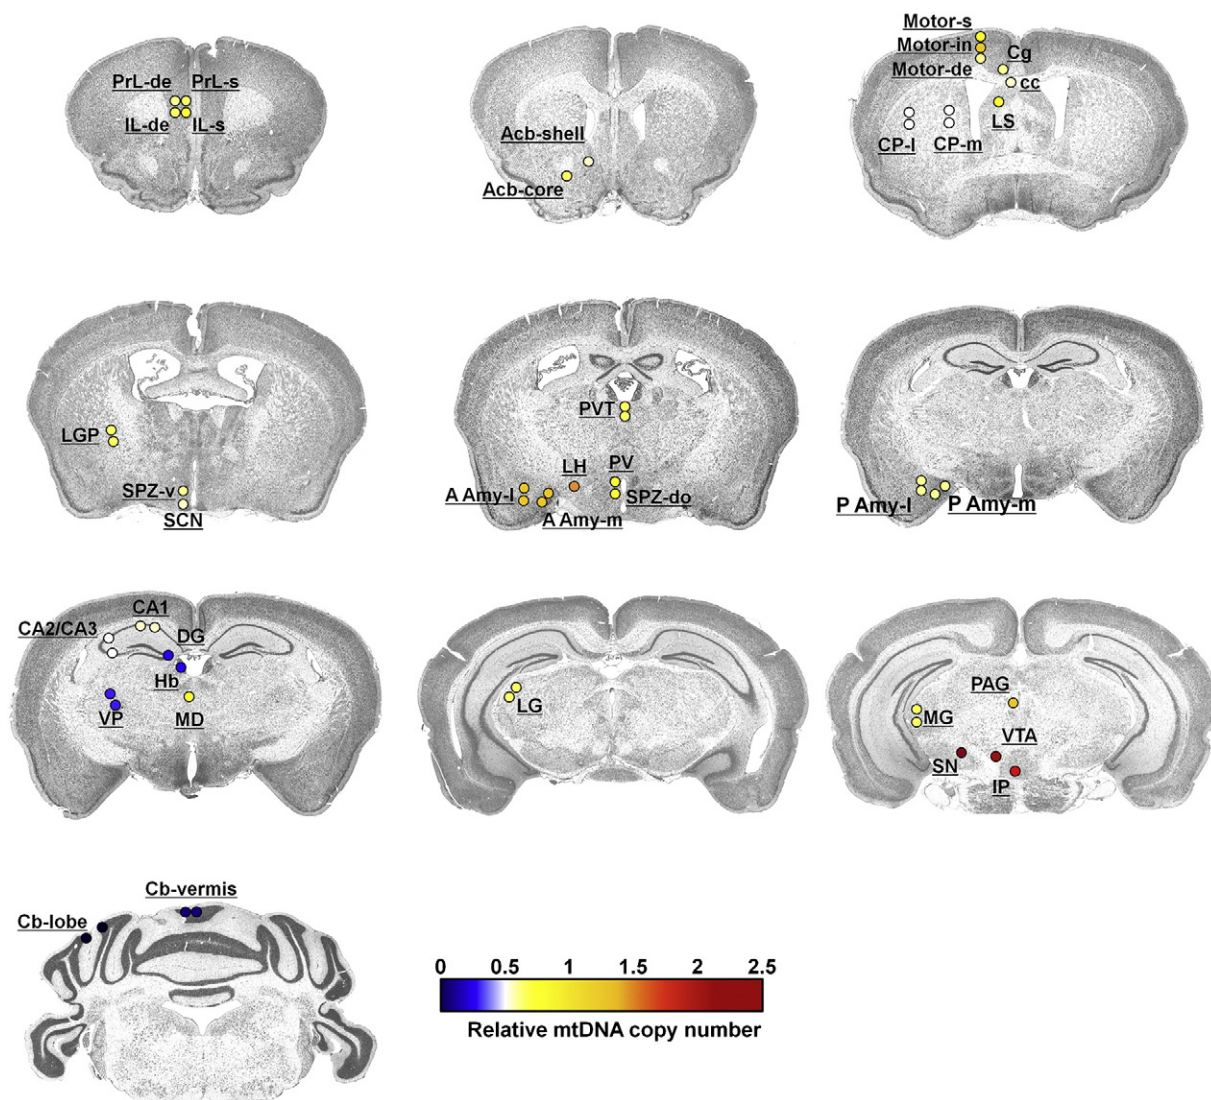 PrL-de PrL-s
IL-de IL-s
Acb-shell
Acb-core
Motor-s
Motor-in
Cg
Motor-de
cc
LS
CP-l CP-m
LGP
SPZ-v
SCN
PVT
LH PV
A Amy-l SPZ-do
A Amy-m
P Amy-l P Amy-m
CA1
CA2/CA3
DG
Hb
VP MD
LG
PAG
MG
VTA
SN
IP
Cb-vermis
Cb-lobe
0 0.5 1 1.5 2 2.5
Relative mtDNA copy number